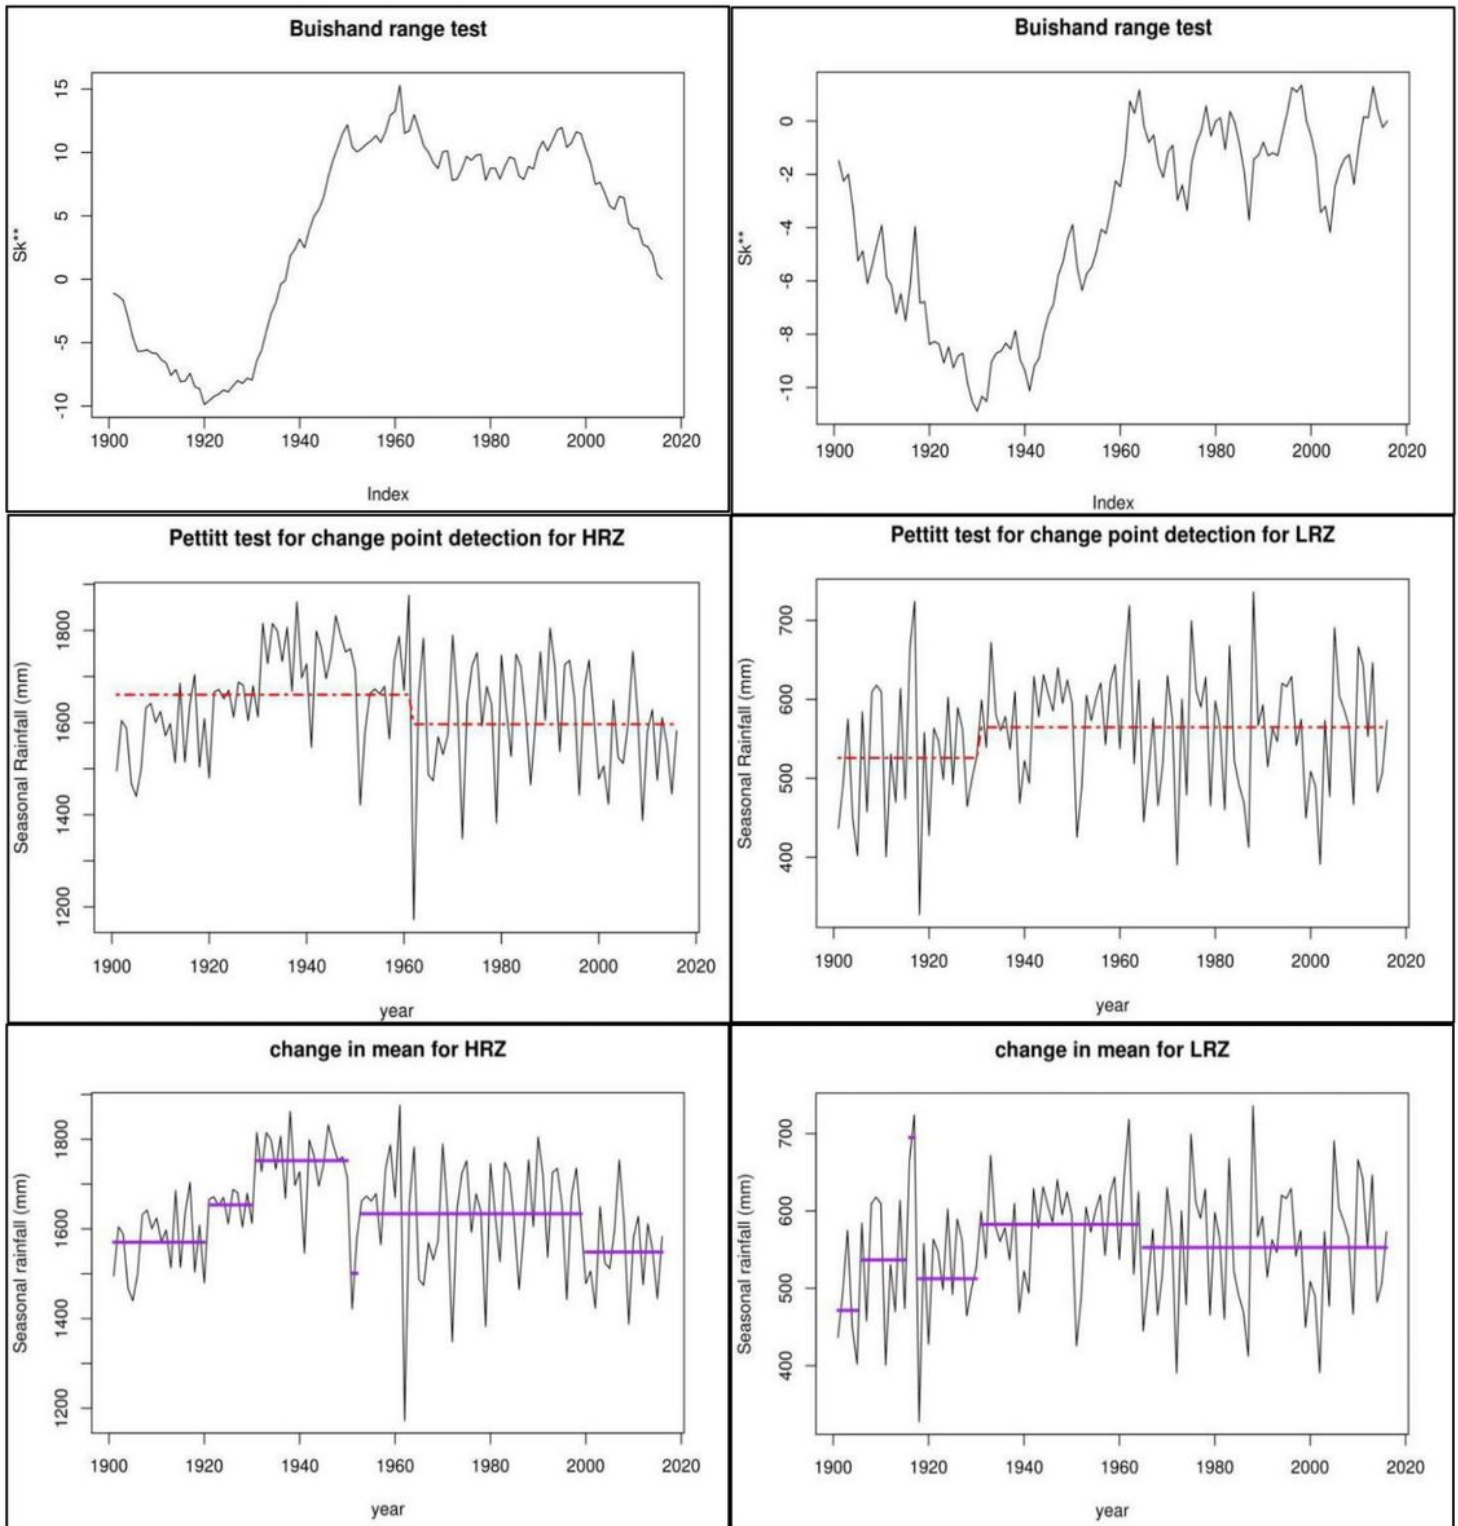 Buishand range test
Sk**
15
10
5
0
-5
-10
1900 1920 1940 1960 1980 2000 2020
Index
Buishand range test
Sk**
0
-2
-4
-6
-8
-10
1900 1920 1940 1960 1980 2000 2020
Index
Pettitt test for change point detection for HRZ
Seasonal Rainfall (mm)
1800
1600
1400
1200
1900 1920 1940 1960 1980 2000 2020
year
Pettitt test for change point detection for LRZ
Seasonal Rainfall (mm)
700
600
500
400
1900 1920 1940 1960 1980 2000 2020
year
change in mean for HRZ
Seasonal rainfall (mm)
1800
1600
1400
1200
1900 1920 1940 1960 1980 2000 2020
year
change in mean for LRZ
Seasonal rainfall (mm)
700
600
500
400
1900 1920 1940 1960 1980 2000 2020
year